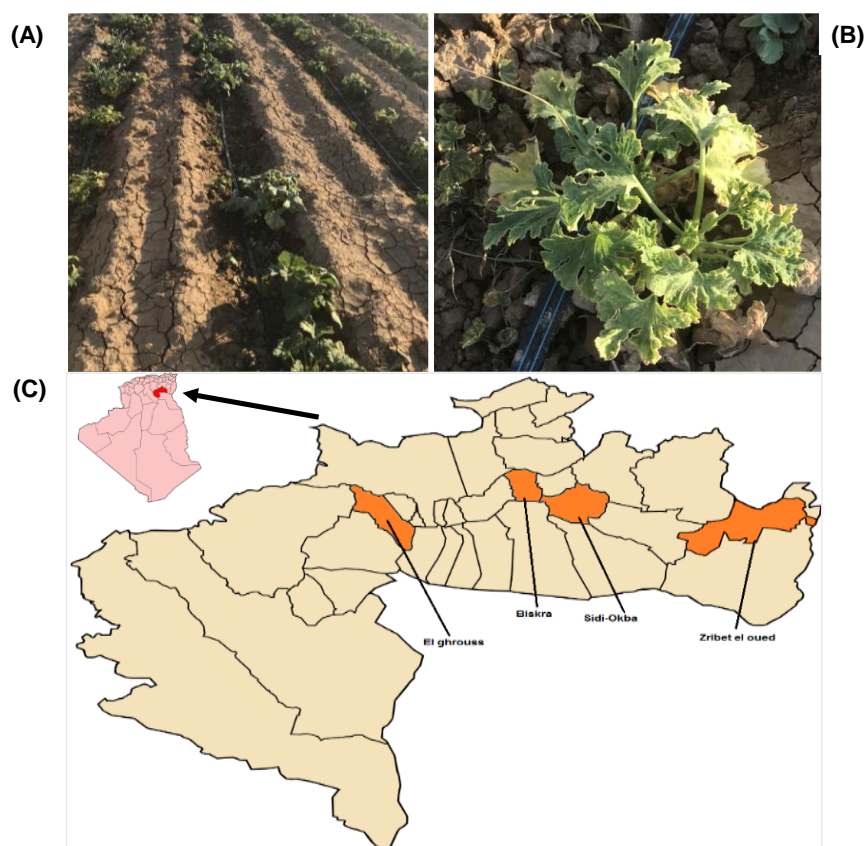 (A)
(B)
(C)
Biskra
Sidi-Okba
El ghrouss
Zribet el oued